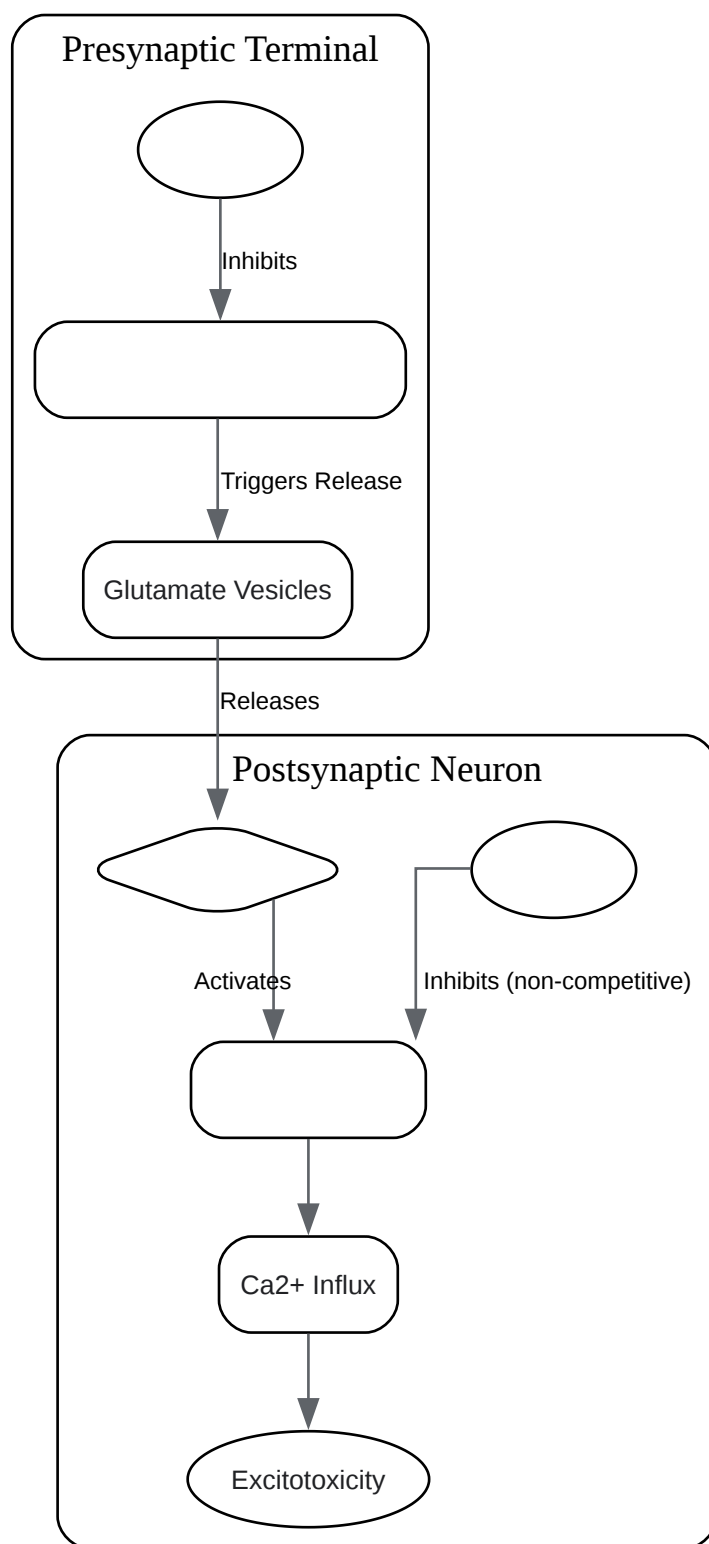 Presynaptic Terminal
Inhibits
Triggers Release
Glutamate Vesicles
Releases
Postsynaptic Neuron
Activates
Inhibits (non-competitive)
Ca2+ Influx
Excitotoxicity